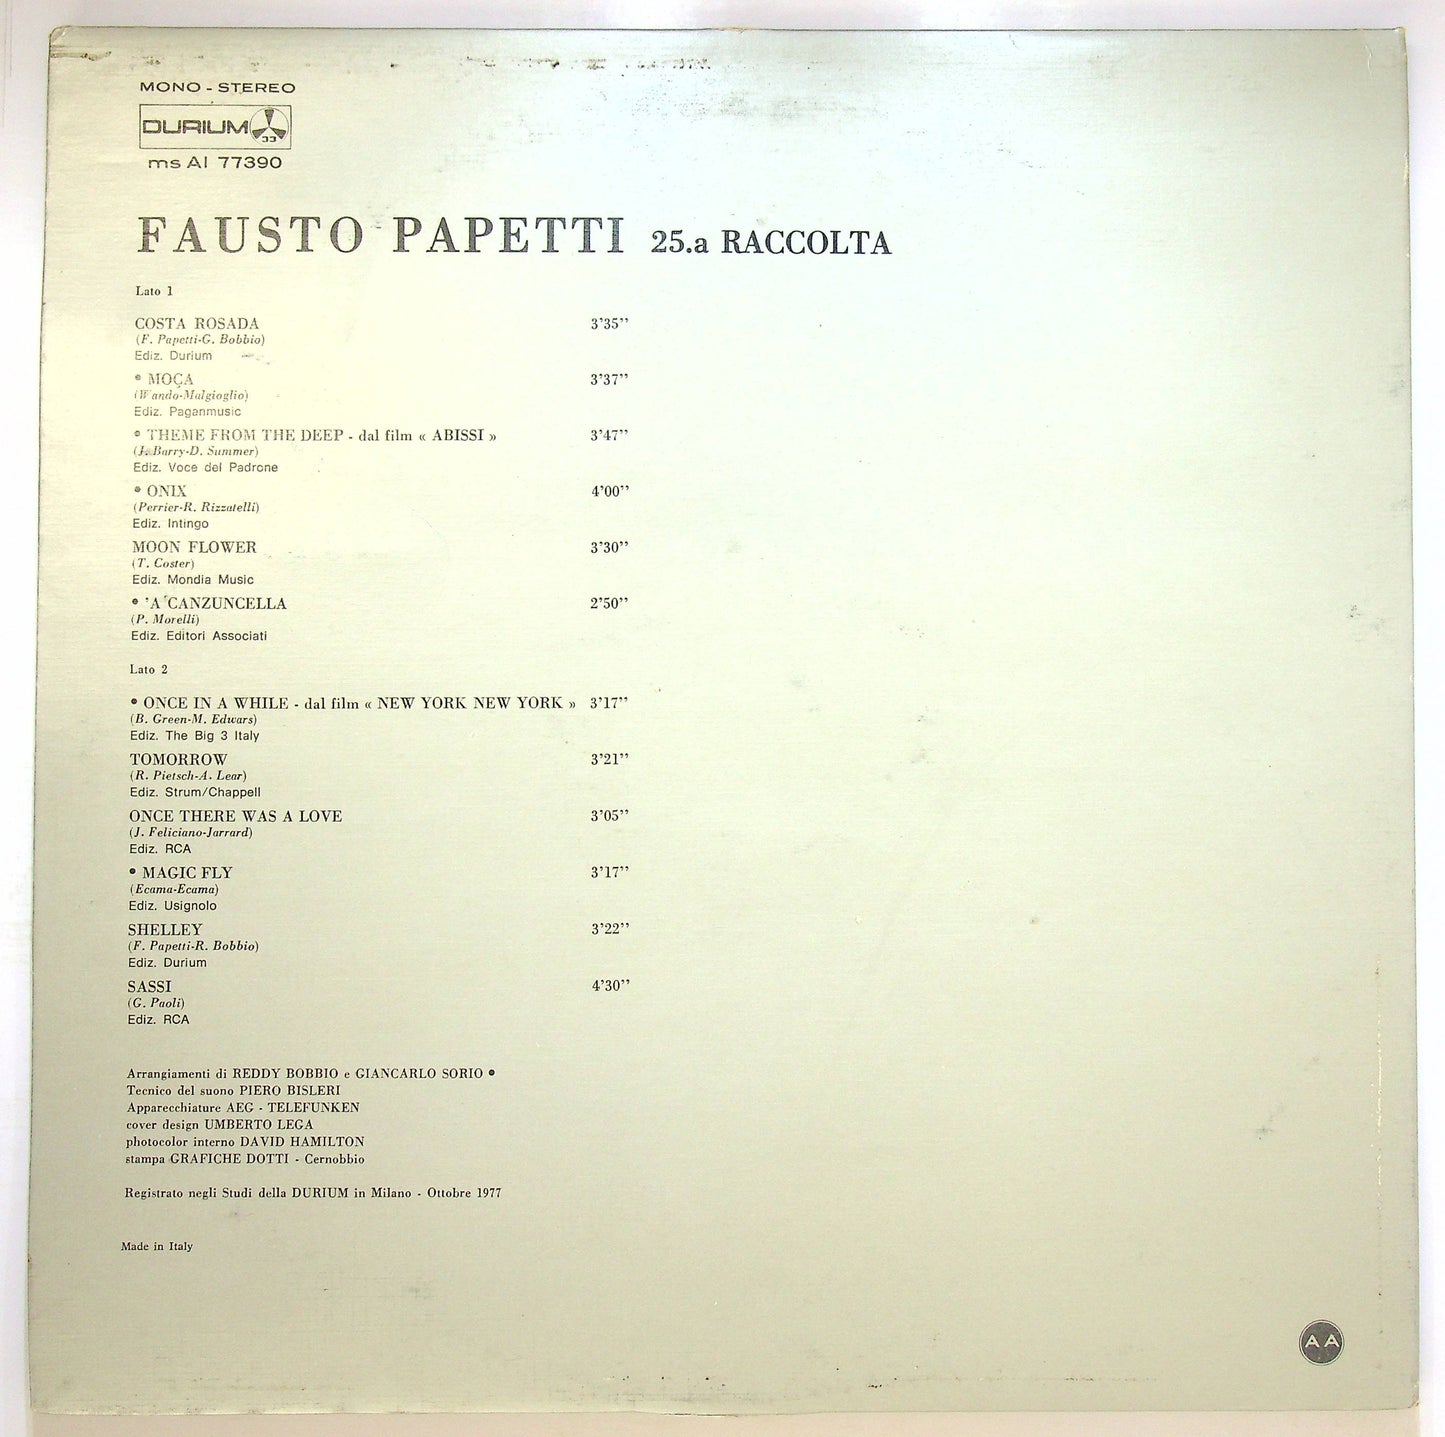 MONO - STEREO
DURIUM 33
ms AI 77390
FAUSTO PAPETTI 25.a RACCOLTA
Lato 1
COSTA ROSADA 3'35''
(F. Papetti-G. Bobbio)
Ediz. Durium
• MOÇA 3'37''
(Wando-Malgioglio)
Ediz. Paganmusic
• THEME FROM THE DEEP - dal film « ABISSI » 3'47''
(J. Barry-D. Summer)
Ediz. Voce del Padrone
• ONIX 4'00''
(Perrier-R. Rizzatelli)
Ediz. Intingo
MOON FLOWER 3'30''
(T. Coster)
Ediz. Mondia Music
• 'A CANZUNCELLA 2'50''
(P. Morelli)
Ediz. Editori Associati
Lato 2
• ONCE IN A WHILE - dal film « NEW YORK NEW YORK » 3'17''
(B. Green-M. Edwars)
Ediz. The Big 3 Italy
TOMORROW 3'21''
(R. Pietsch-A. Lear)
Ediz. Strum/Chappell
ONCE THERE WAS A LOVE 3'05''
(J. Feliciano-Jarrard)
Ediz. RCA
• MAGIC FLY 3'17''
(Ecama-Ecama)
Ediz. Usignolo
SHELLEY 3'22''
(F. Papetti-R. Bobbio)
Ediz. Durium
SASSI 4'30''
(G. Paoli)
Ediz. RCA
Arrangiamenti di REDDY BOBBIO e GIANCARLO SORIO •
Tecnico del suono PIERO BISLERI
Apparecchiature AEG - TELEFUNKEN
cover design UMBERTO LEGA
photocolor interno DAVID HAMILTON
stampa GRAFICHE DOTTI - Cernobbio
Registrato negli Studi della DURIUM in Milano - Ottobre 1977
Made in Italy
AA